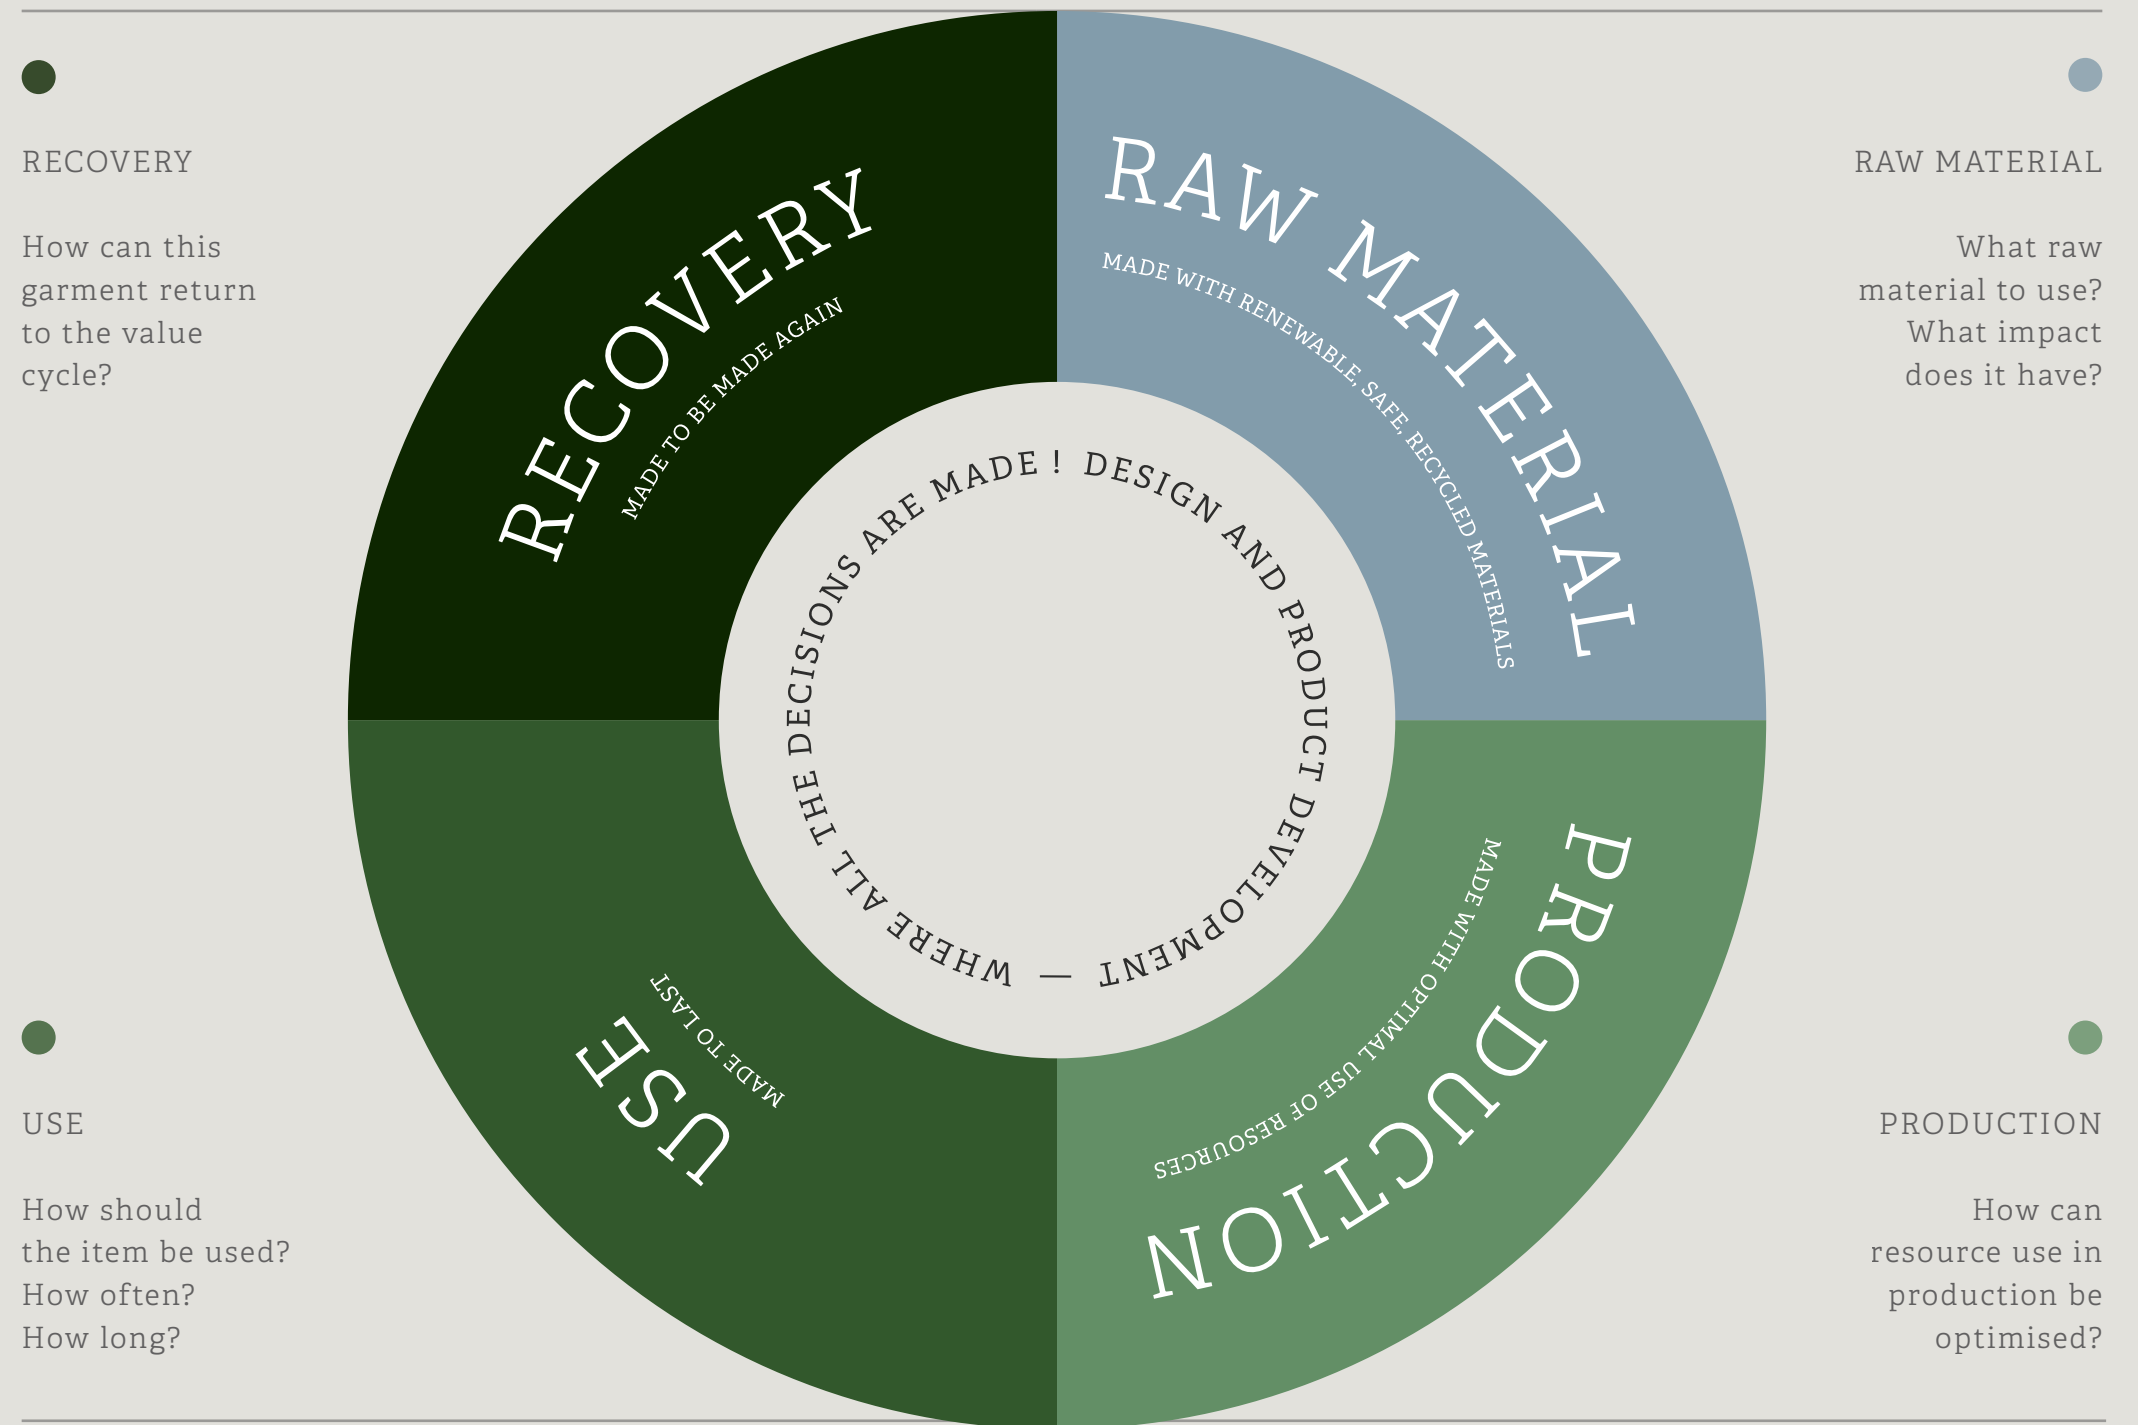 RECOVERY
How can this
garment return
to the value
cycle?
RAW MATERIAL
What raw
material to use?
What impact
does it have?
RECOVERY
MADE TO BE MADE AGAIN
RAW MATERIAL
MADE WITH RENEWABLE, SAFE, RECYCLED MATERIALS
DESIGN AND PRODUCT DEVELOPMENT — WHERE ALL THE DECISIONS ARE MADE !
PRODUCTION
MADE WITH OPTIMAL USE OF RESOURCES
USE
MADE TO LAST
USE
How should
the item be used?
How often?
How long?
PRODUCTION
How can
resource use in
production be
optimised?